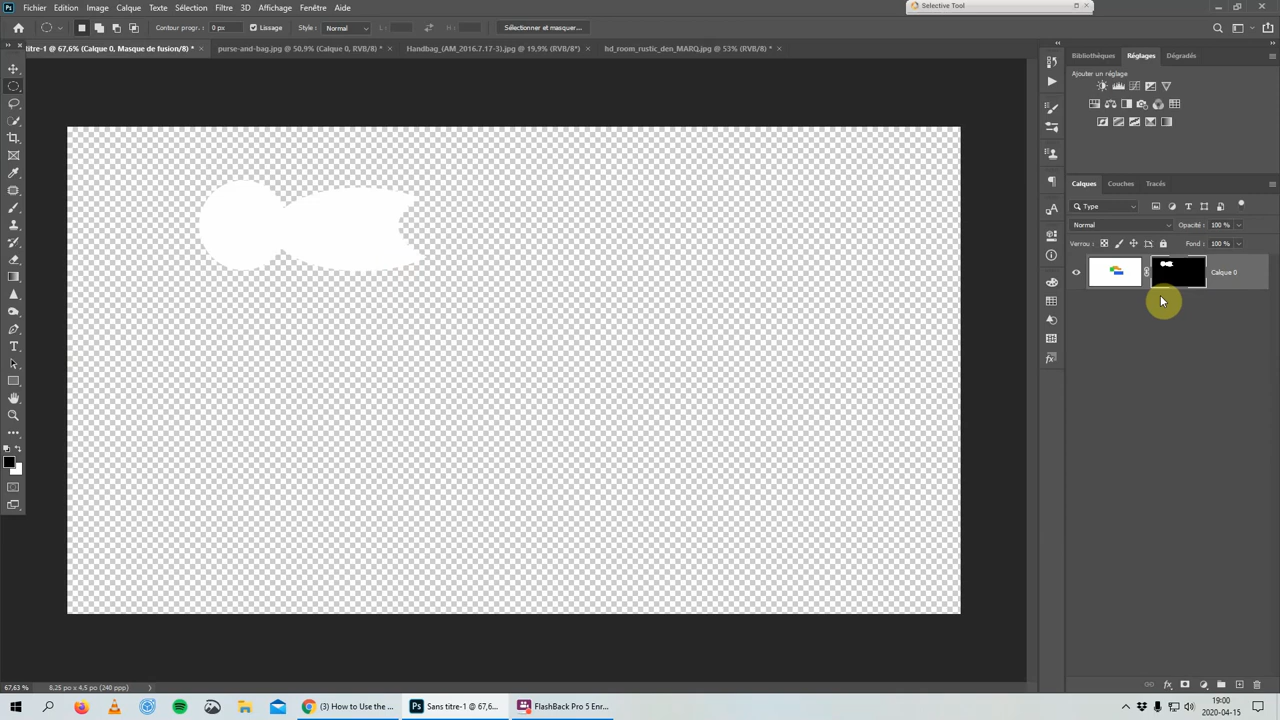 Fichier Edition Image Calque Texte Sélection Filtre 3D Affichage Fenêtre Aide
Selective Tool
Contour progr. : 0 px Lissage Style : Normal L : H : Sélectionner et masquer...
titre-1 @ 67,6% (Calque 0, Masque de fusion/8) * × purse-and-bag.jpg @ 50,9% (Calque 0, RVB/8) * × Handbag_(AM_2016.7.17-3).jpg @ 19,9% (RVB/8*) × hd_room_rustic_den_MARQ.jpg @ 53% (RVB/8) * ×
Bibliothèques Réglages Dégradés
Ajouter un réglage
Calques Couches Tracés
Type
Normal Opacité : 100 %
Verrou : Fond : 100 %
Calque 0
67,63 % 8,25 po x 4,5 po (240 ppp)
(3) How to Use the ... Sans titre-1 @ 67,6... FlashBack Pro 5 Enr...
19:00
2020-04-15